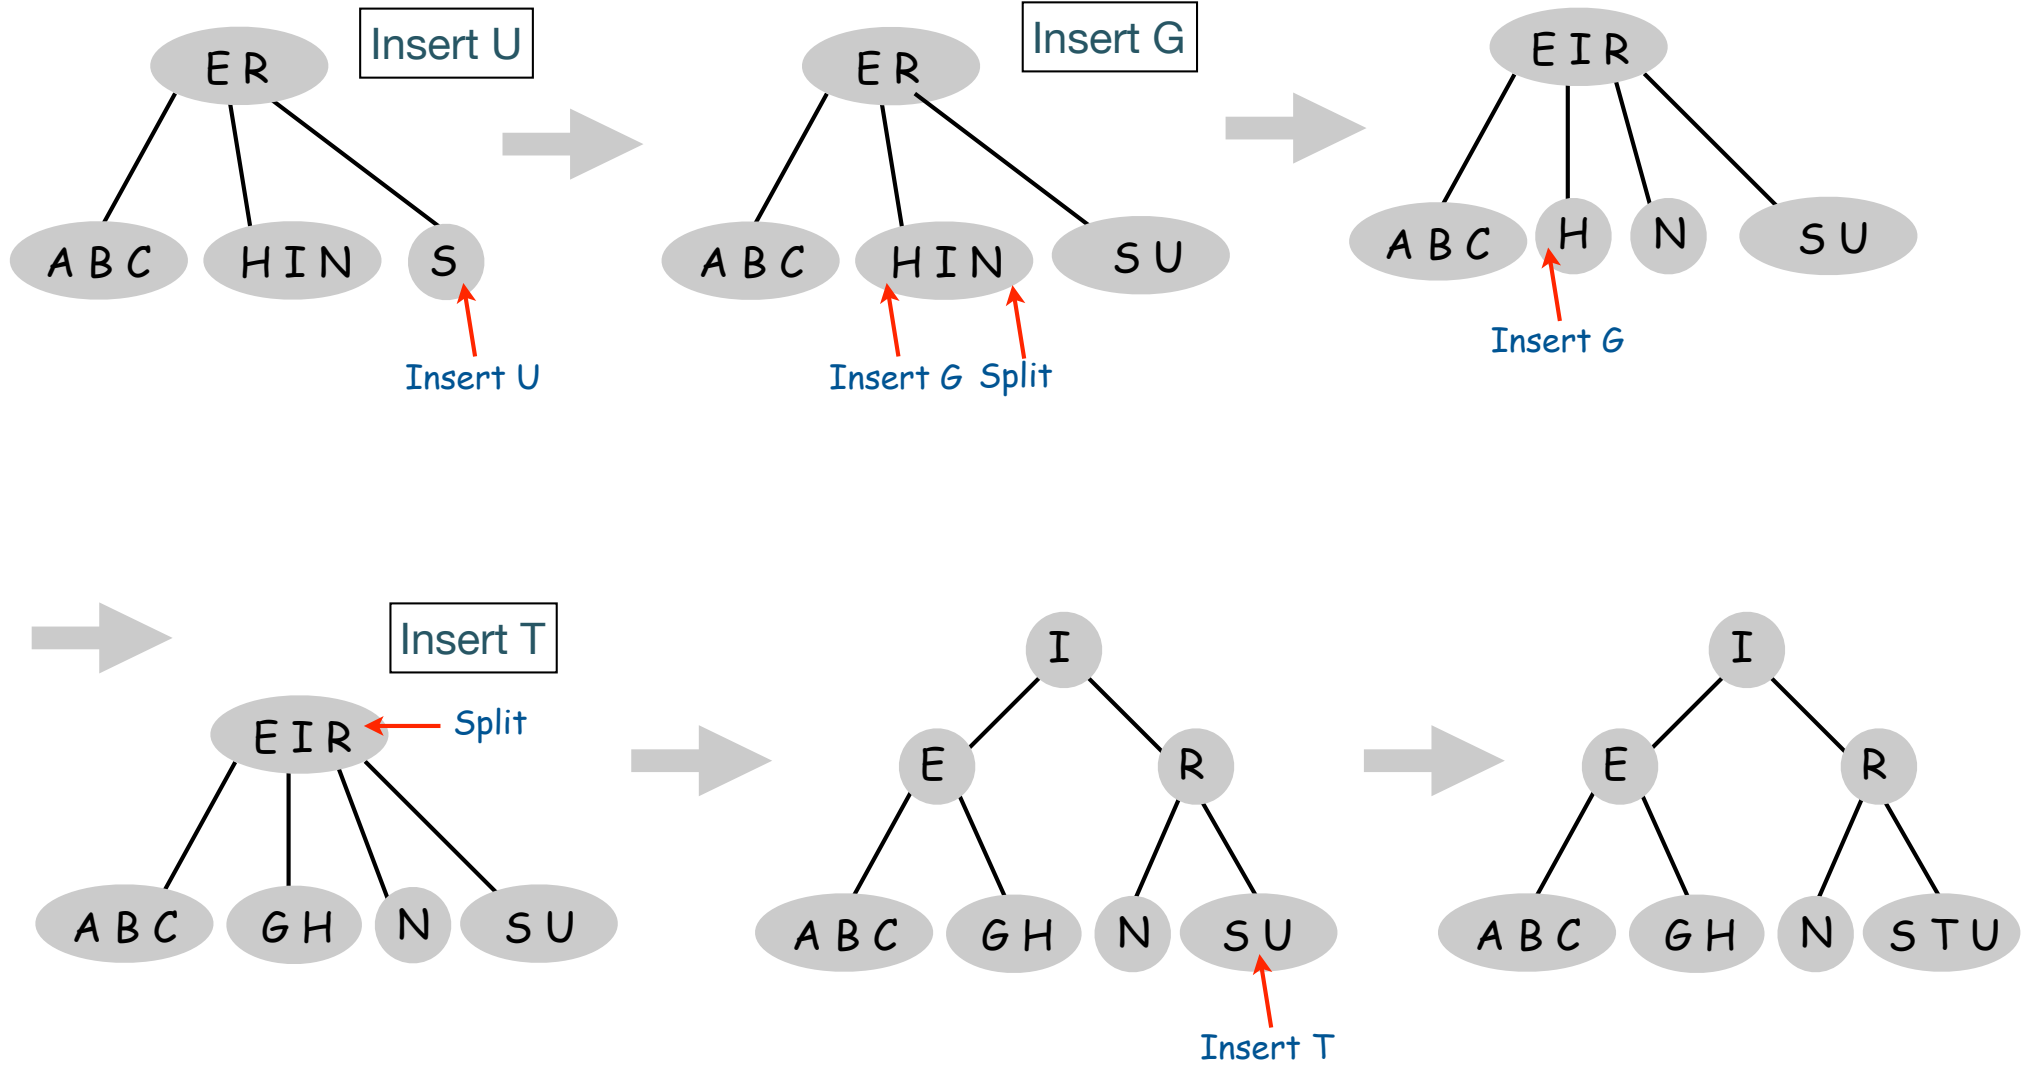 Insert U
E R
A B C
H I N
S
Insert U
Insert G
E R
A B C
H I N
S U
Insert G
Split
E I R
A B C
H
N
S U
Insert G
Insert T
E I R
Split
A B C
G H
N
S U
I
E
R
A B C
G H
N
S U
Insert T
I
E
R
A B C
G H
N
S T U